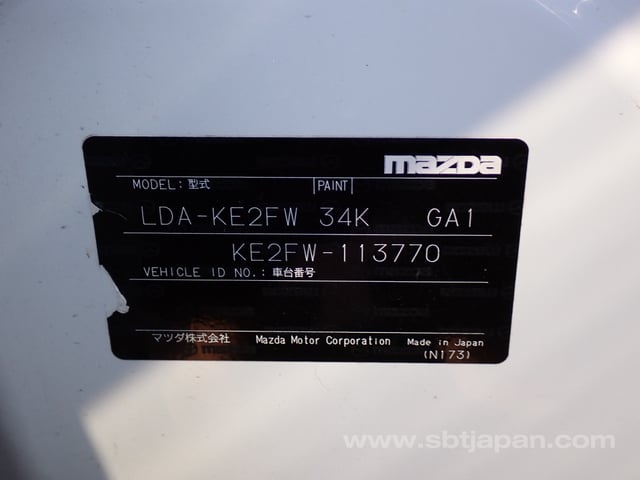 mazda
MODEL: 型式 PAINT
LDA-KE2FW 34K GA1
KE2FW-113770
VEHICLE ID NO.: 車台番号
マツダ株式会社 Mazda Motor Corporation Made in Japan
(N173)
www.sbtjapan.com